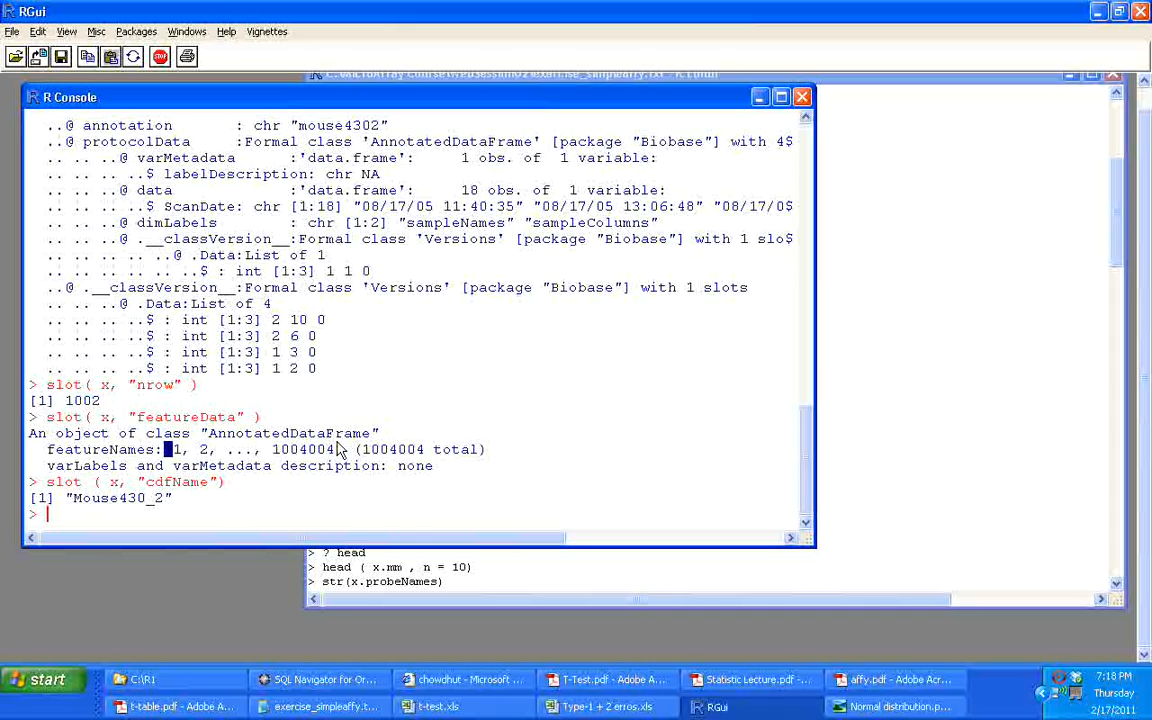 RGui
File Edit View Misc Packages Windows Help Vignettes
STOP
R Console
..@ annotation : chr "mouse4302"
..@ protocolData :Formal class 'AnnotatedDataFrame' [package "Biobase"] with 4$
.. .. ..@ varMetadata :'data.frame': 1 obs. of 1 variable:
.. .. .. ..$ labelDescription: chr NA
.. .. ..@ data :'data.frame': 18 obs. of 1 variable:
.. .. .. ..$ ScanDate: chr [1:18] "08/17/05 11:40:35" "08/17/05 13:06:48" "08/17/0$
.. .. ..@ dimLabels : chr [1:2] "sampleNames" "sampleColumns"
.. .. ..@ .__classVersion__:Formal class 'Versions' [package "Biobase"] with 1 slo$
.. .. .. .. ..@ .Data:List of 1
.. .. .. .. .. ..$ : int [1:3] 1 1 0
..@ .__classVersion__:Formal class 'Versions' [package "Biobase"] with 1 slots
.. .. ..@ .Data:List of 4
.. .. .. ..$ : int [1:3] 2 10 0
.. .. .. ..$ : int [1:3] 2 6 0
.. .. .. ..$ : int [1:3] 1 3 0
.. .. .. ..$ : int [1:3] 1 2 0
> slot( x, "nrow" )
[1] 1002
> slot( x, "featureData" )
An object of class "AnnotatedDataFrame"
featureNames: 1, 2, ..., 1004004 (1004004 total)
varLabels and varMetadata description: none
> slot ( x, "cdfName")
[1] "Mouse430_2"
>
> ? head
> head ( x.mm , n = 10)
> str(x.probeNames)
start
C:\R1
SQL Navigator for Or...
chowdhut - Microsoft ...
T-Test.pdf - Adobe A...
Statistic Lecture.pdf -...
affy.pdf - Adobe Acr...
7:18 PM
Thursday
2/17/2011
t-table.pdf - Adobe A...
exercise_simpleaffy.t...
t-test.xls
Type-1 + 2 erros.xls
RGui
Normal distribution.p...